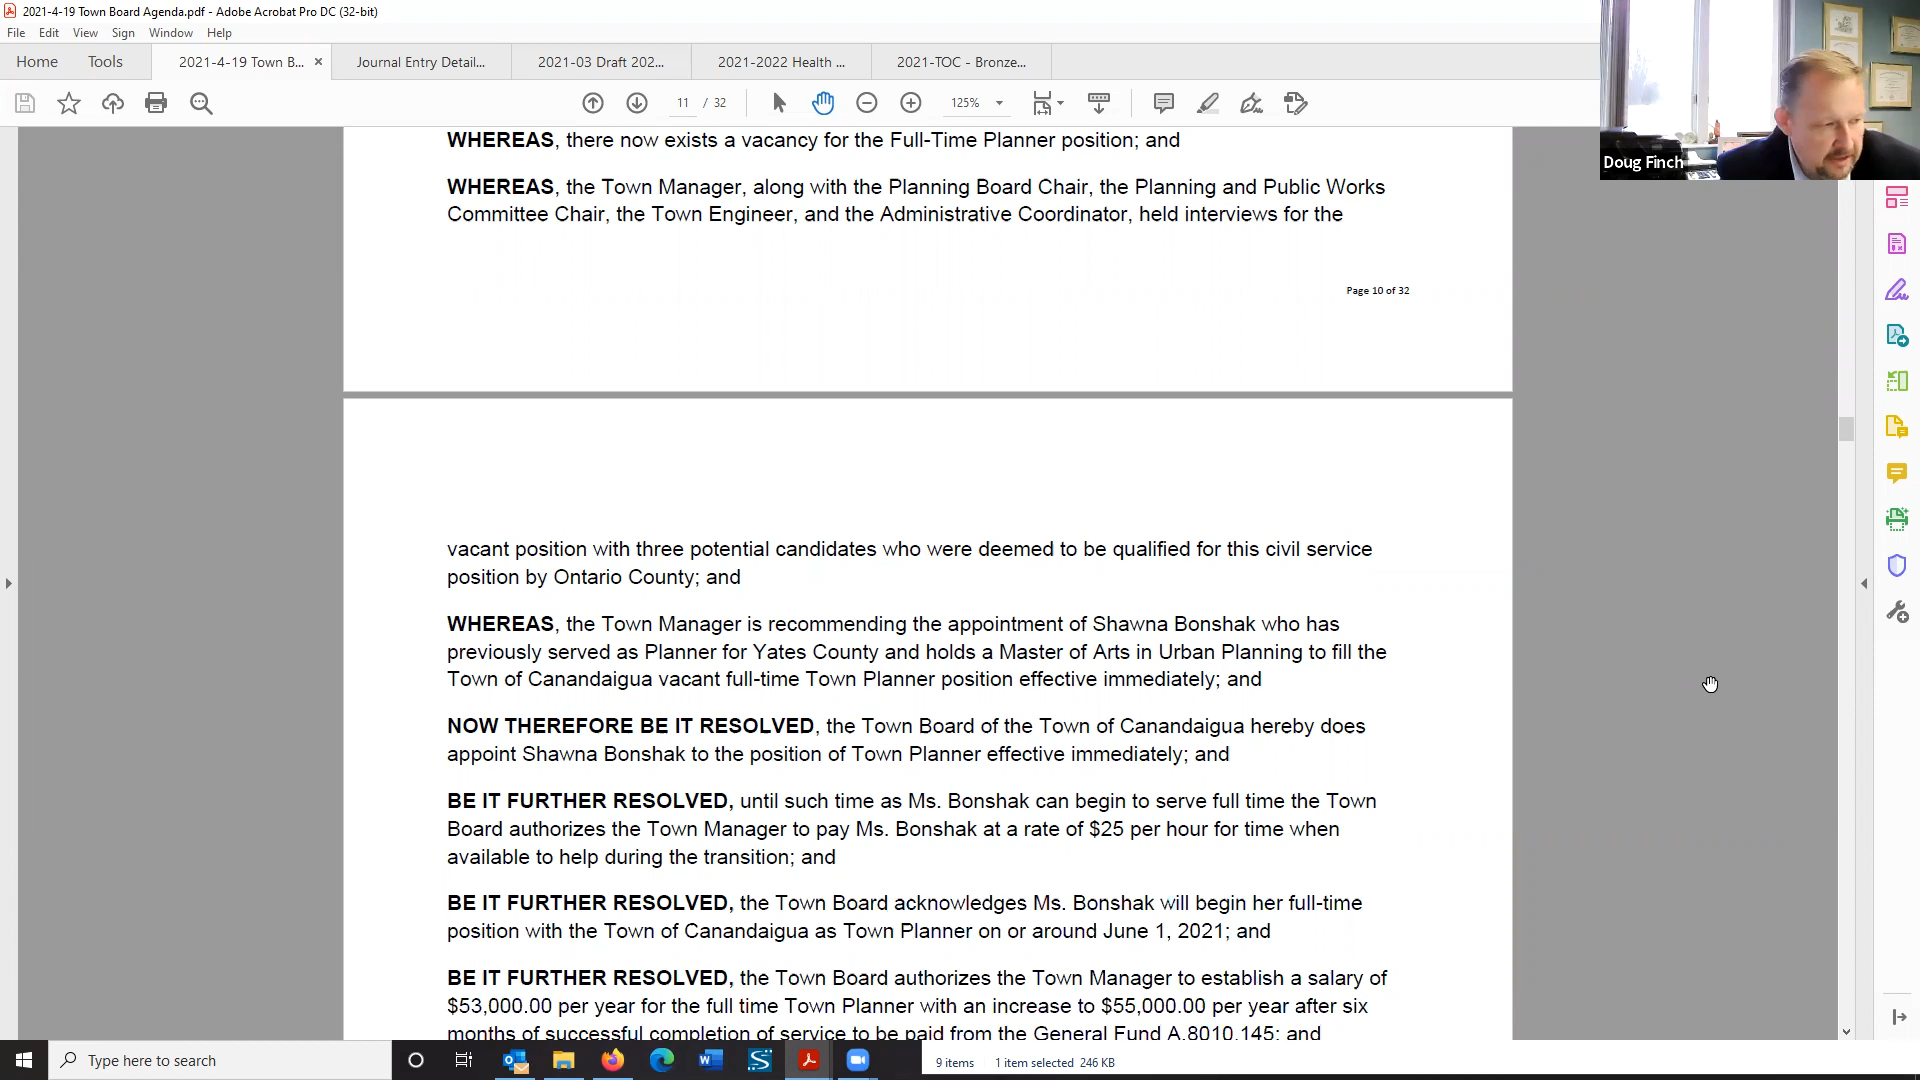 2021-4-19 Town Board Agenda.pdf - Adobe Acrobat Pro DC (32-bit)
File Edit View Sign Window Help
Home Tools 2021-4-19 Town B... × Journal Entry Detail... 2021-03 Draft 202... 2021-2022 Health ... 2021-TOC - Bronze...
11 / 32 125%
Doug Finch
WHEREAS, there now exists a vacancy for the Full-Time Planner position; and
WHEREAS, the Town Manager, along with the Planning Board Chair, the Planning and Public Works
Committee Chair, the Town Engineer, and the Administrative Coordinator, held interviews for the
Page 10 of 32
vacant position with three potential candidates who were deemed to be qualified for this civil service
position by Ontario County; and
WHEREAS, the Town Manager is recommending the appointment of Shawna Bonshak who has
previously served as Planner for Yates County and holds a Master of Arts in Urban Planning to fill the
Town of Canandaigua vacant full-time Town Planner position effective immediately; and
NOW THEREFORE BE IT RESOLVED, the Town Board of the Town of Canandaigua hereby does
appoint Shawna Bonshak to the position of Town Planner effective immediately; and
BE IT FURTHER RESOLVED, until such time as Ms. Bonshak can begin to serve full time the Town
Board authorizes the Town Manager to pay Ms. Bonshak at a rate of $25 per hour for time when
available to help during the transition; and
BE IT FURTHER RESOLVED, the Town Board acknowledges Ms. Bonshak will begin her full-time
position with the Town of Canandaigua as Town Planner on or around June 1, 2021; and
BE IT FURTHER RESOLVED, the Town Board authorizes the Town Manager to establish a salary of
$53,000.00 per year for the full time Town Planner with an increase to $55,000.00 per year after six
months of successful completion of service to be paid from the General Fund A.8010.145; and
Type here to search
9 items 1 item selected 246 KB